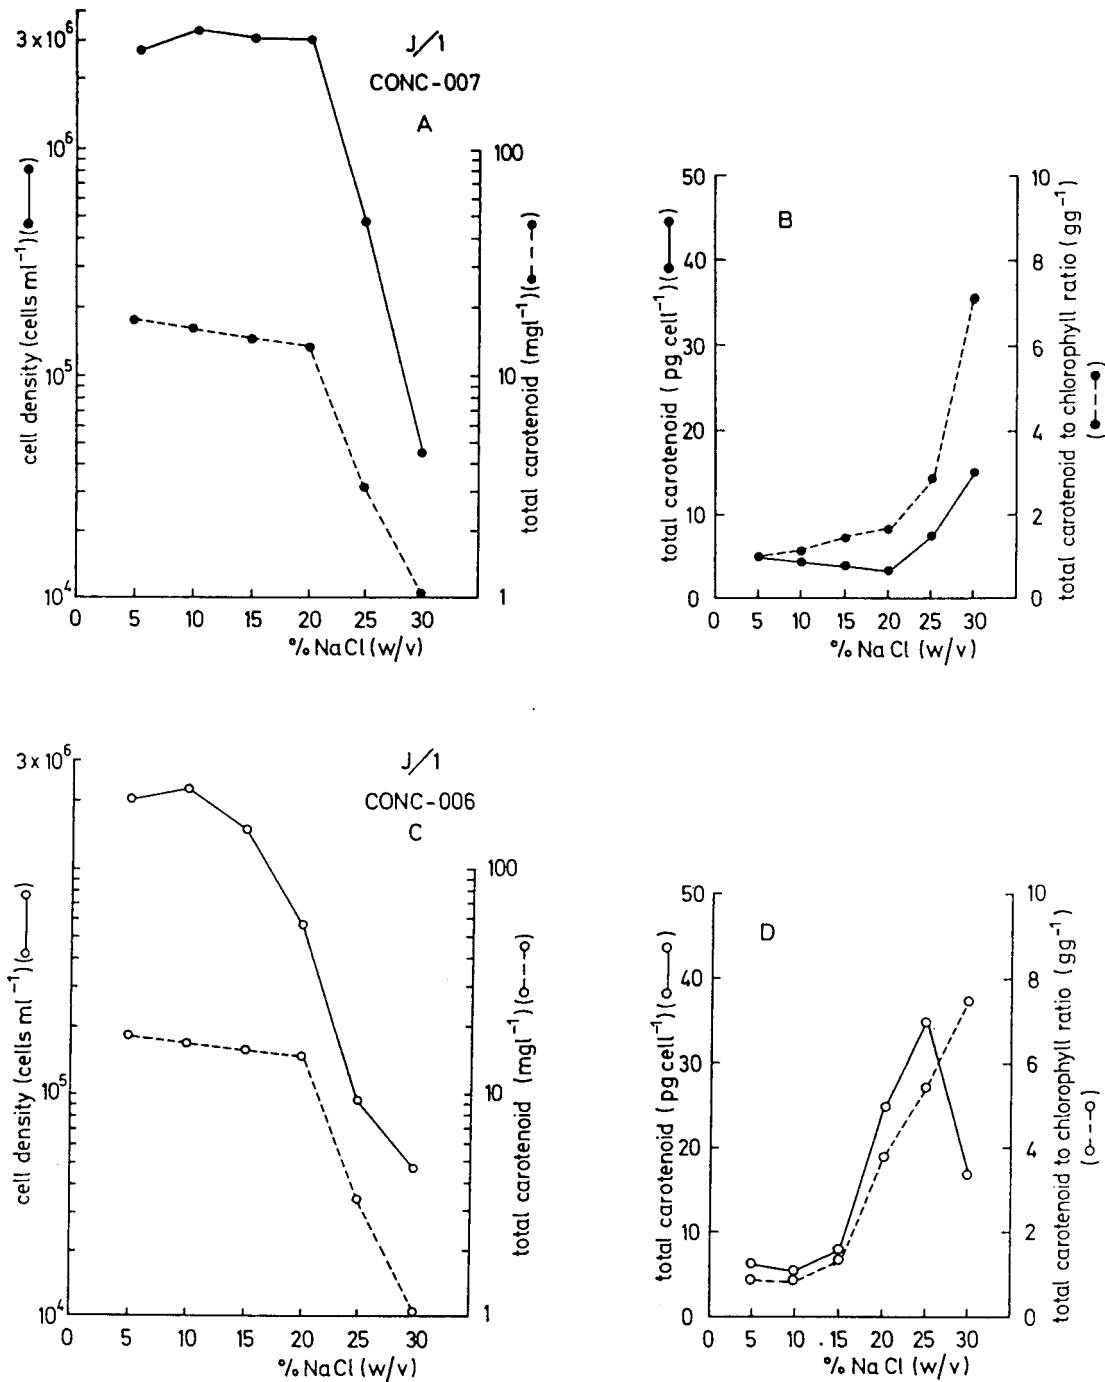 J/1
CONC-007
A
cell density (cells ml⁻¹)
3 x 10⁶
10⁶
10⁵
10⁴
total carotenoid (mgl⁻¹)
100
10
1
0 5 10 15 20 25 30
% NaCl (w/v)
B
total carotenoid ( pg cell⁻¹)
50
40
30
20
10
0
total carotenoid to chlorophyll ratio ( gg⁻¹)
10
8
6
4
2
0
0 5 10 15 20 25 30
% NaCl (w/v)
J/1
CONC-006
C
cell density (cells ml⁻¹)
3 x 10⁶
10⁵
10⁴
total carotenoid (mgl⁻¹)
100
10
1
0 5 10 15 20 25 30
% NaCl (w/v)
D
total carotenoid ( pg cell⁻¹)
50
40
30
20
10
0
total carotenoid to chlorophyll ratio (gg⁻¹)
10
8
6
4
2
0
0 5 10 15 20 25 30
% NaCl (w/v)